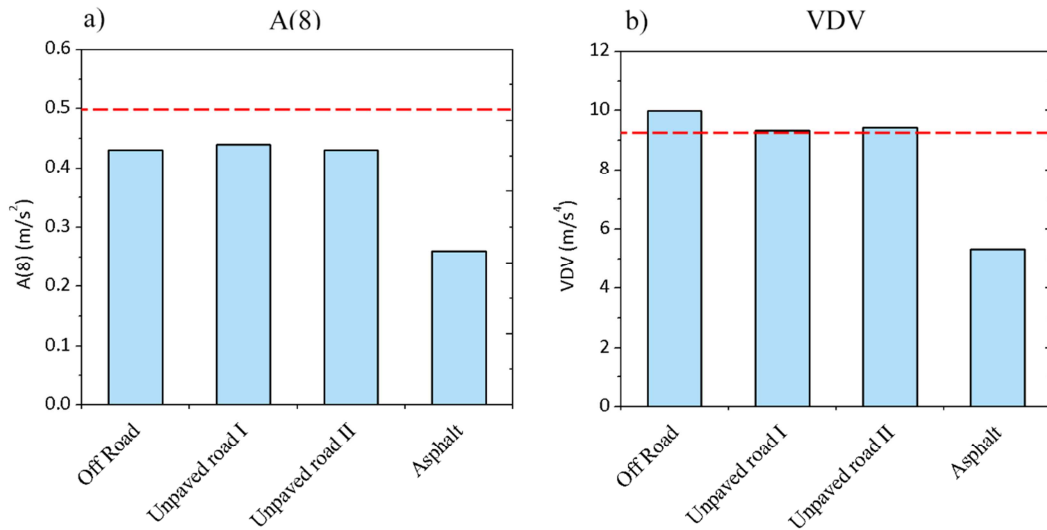 a) A(8)
0.6
0.5
0.4
0.3
0.2
0.1
0.0
A(8) (m/s²)
Off Road
Unpaved road I
Unpaved road II
Asphalt
b) VDV
12
10
8
6
4
2
0
VDV (m/s⁴)
Off Road
Unpaved road I
Unpaved road II
Asphalt